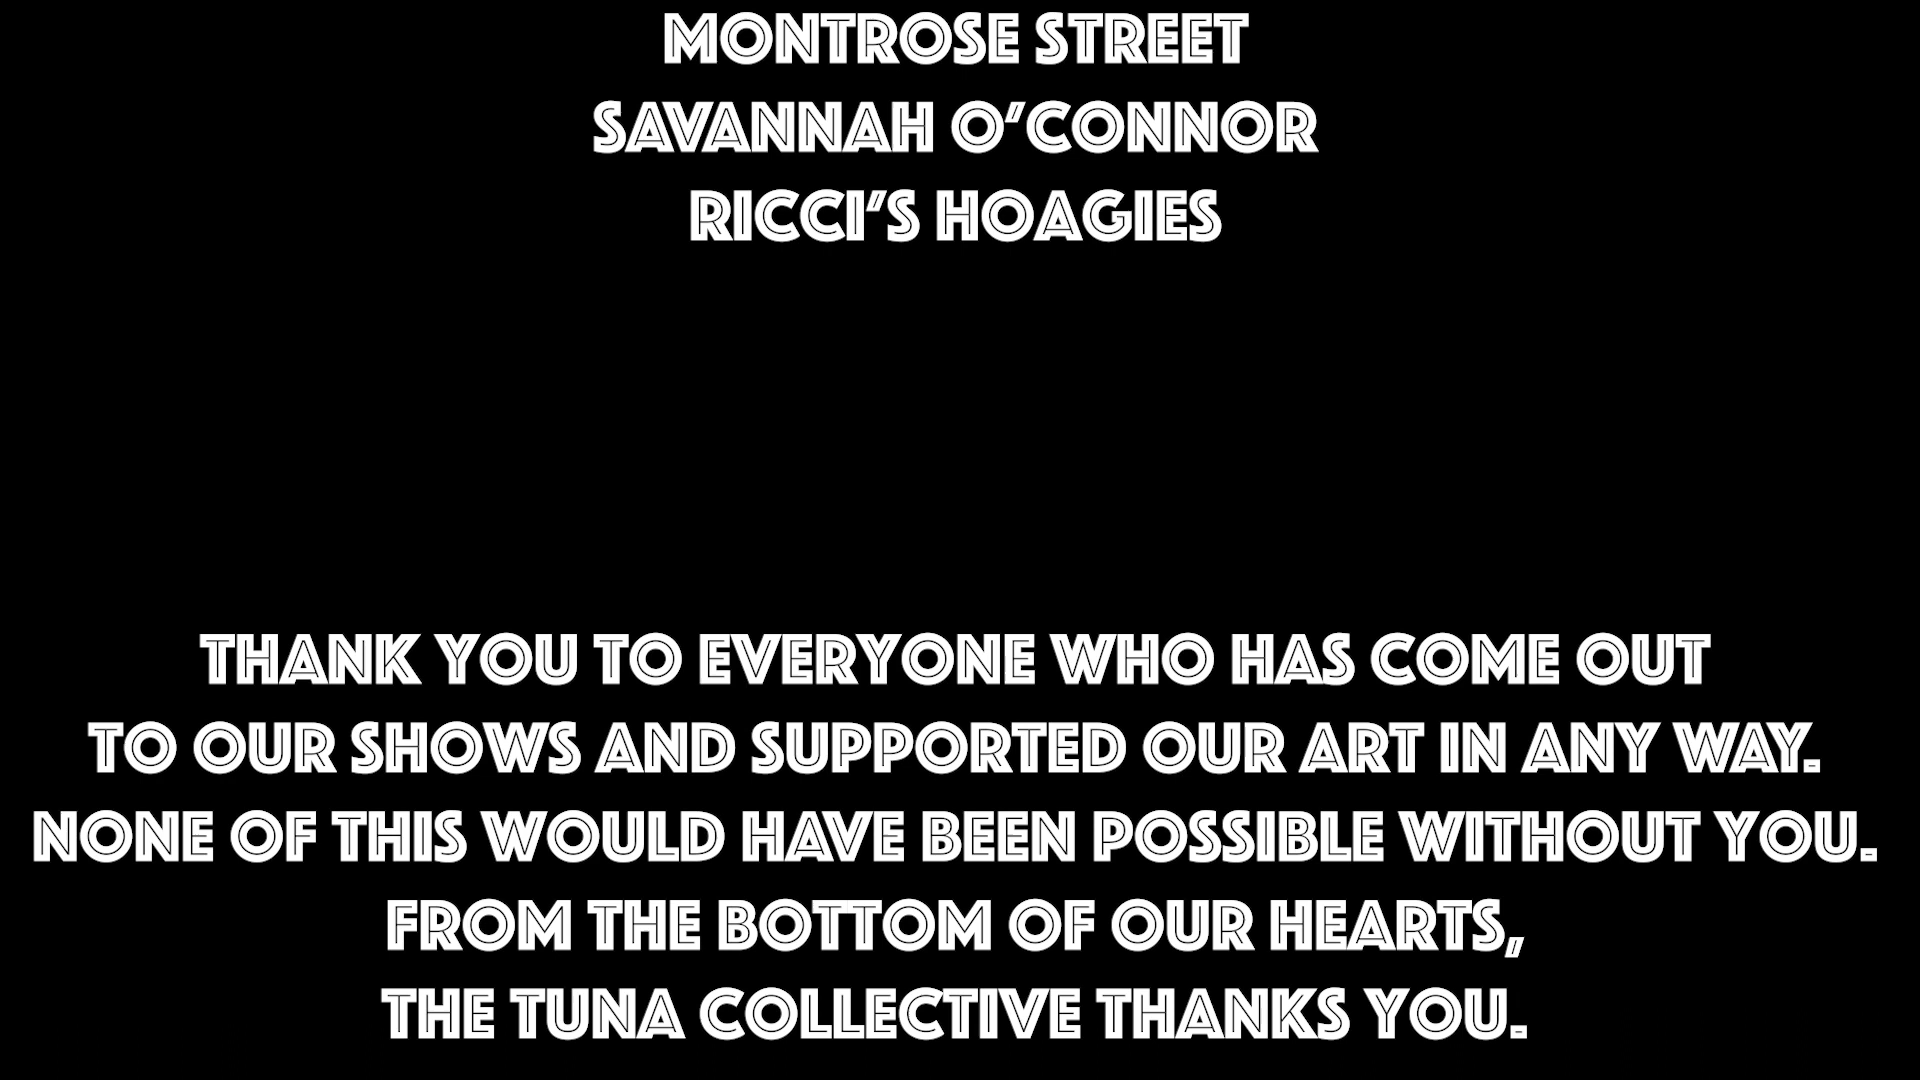 MONTROSE STREET
SAVANNAH O'CONNOR
RICCI'S HOAGIES
THANK YOU TO EVERYONE WHO HAS COME OUT
TO OUR SHOWS AND SUPPORTED OUR ART IN ANY WAY.
NONE OF THIS WOULD HAVE BEEN POSSIBLE WITHOUT YOU.
FROM THE BOTTOM OF OUR HEARTS,
THE TUNA COLLECTIVE THANKS YOU.